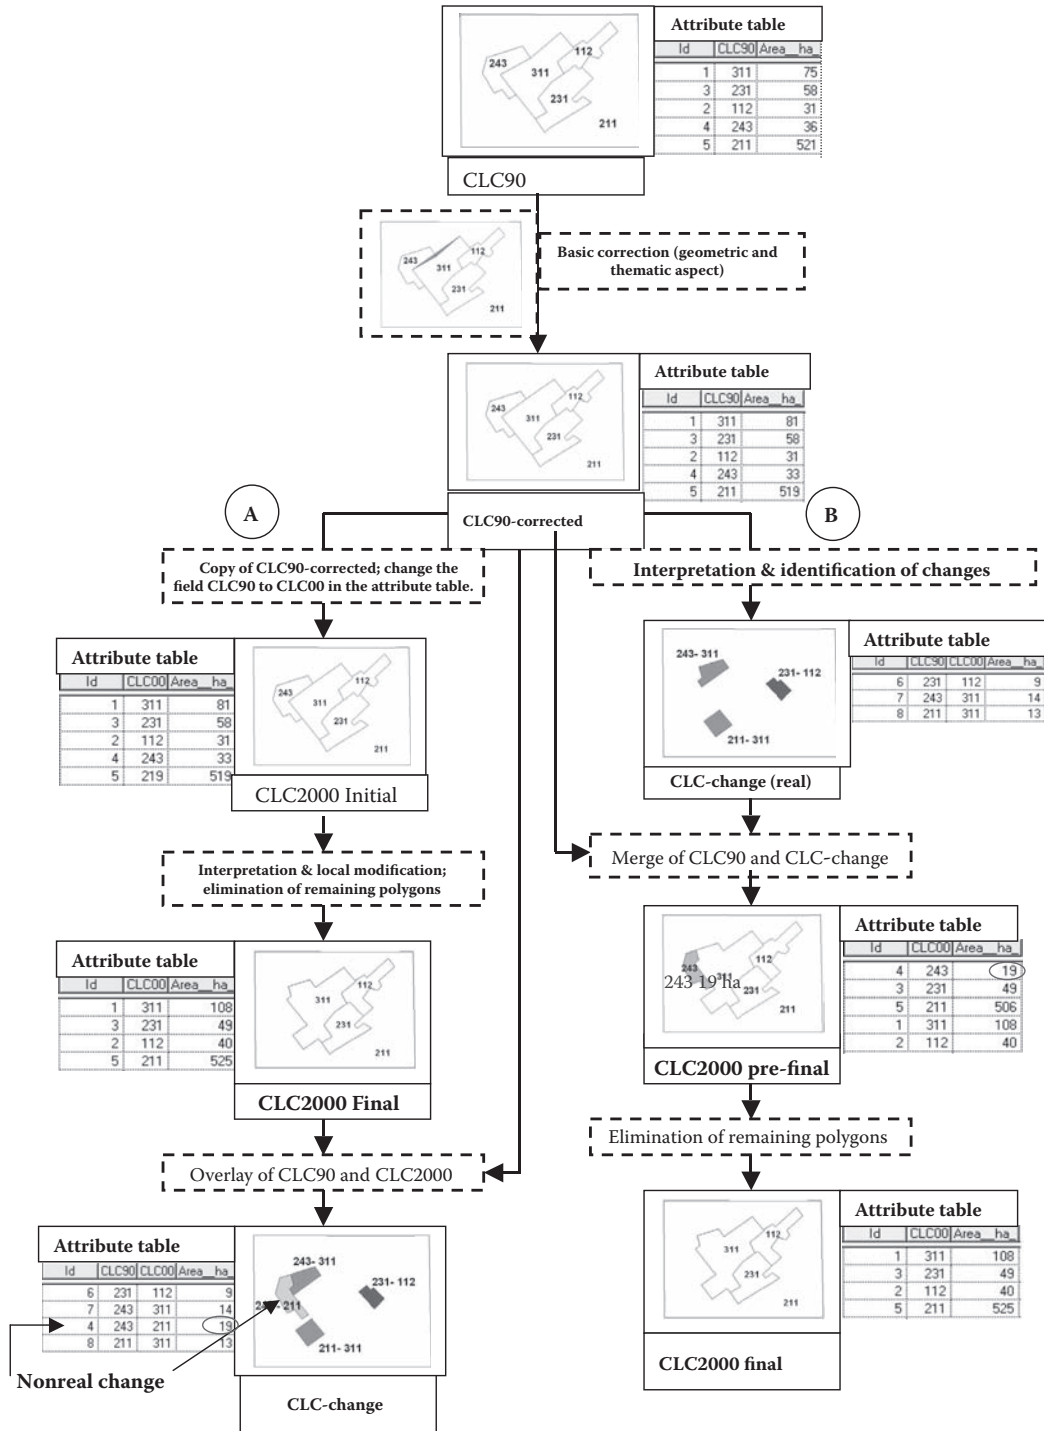 Attribute table
Id CLC90 Area__ha_
1 311 75
3 231 58
2 112 31
4 243 36
5 211 521
243
112
311
231
211
CLC90
243
112
311
231
211
Basic correction (geometric and
thematic aspect)
243
112
311
231
211
Attribute table
Id CLC90 Area__ha_
1 311 81
3 231 58
2 112 31
4 243 33
5 211 519
CLC90-corrected
A
Copy of CLC90-corrected; change the
field CLC90 to CLC00 in the attribute table.
Attribute table
Id CLC00 Area__ha_
1 311 81
3 231 58
2 112 31
4 243 33
5 219 519
112
243
311
231
211
CLC2000 Initial
Interpretation & local modification;
elimination of remaining polygons
Attribute table
Id CLC00 Area__ha_
1 311 108
3 231 49
2 112 40
5 211 525
112
311
231
211
CLC2000 Final
Overlay of CLC90 and CLC2000
Attribute table
Id CLC90 CLC00 Area__ha_
6 231 112 9
7 243 311 14
4 243 211 19
8 211 311 13
Nonreal change
243- 311
231- 112
211
211- 311
CLC-change
B
Interpretation & identification of changes
243- 311
231- 112
211- 311
Attribute table
Id CLC90 CLC00 Area__ha_
6 231 112 9
7 243 311 14
8 211 311 13
CLC-change (real)
Merge of CLC90 and CLC-change
112
243
311
243 19 ha
231
211
Attribute table
Id CLC00 Area__ha_
4 243 19
3 231 49
5 211 506
1 311 108
2 112 40
CLC2000 pre-final
Elimination of remaining polygons
112
311
231
211
Attribute table
Id CLC00 Area__ha_
1 311 108
3 231 49
2 112 40
5 211 525
CLC2000 final